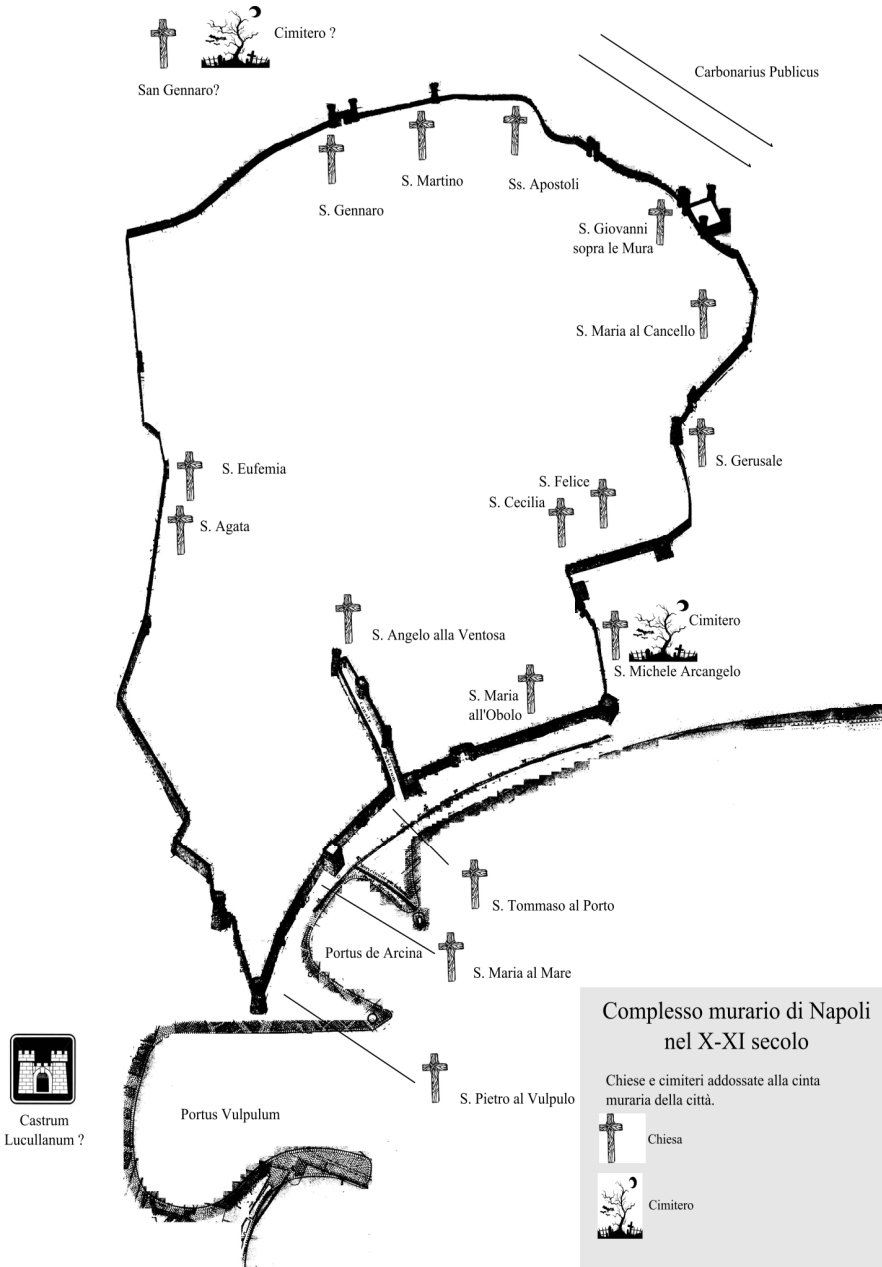 Cimitero ?
San Gennaro?
Carbonarius Publicus
S. Gennaro
S. Martino
Ss. Apostoli
S. Giovanni
sopra le Mura
S. Maria al Cancello
S. Gerusale
S. Felice
S. Cecilia
S. Eufemia
S. Agata
S. Angelo alla Ventosa
Cimitero
S. Michele Arcangelo
S. Maria
all'Obolo
S. Tommaso al Porto
Portus de Arcina
S. Maria al Mare
S. Pietro al Vulpulo
Portus Vulpulum
Castrum
Lucullanum ?
Complesso murario di Napoli
nel X-XI secolo
Chiese e cimiteri addossate alla cinta
muraria della città.
Chiesa
Cimitero